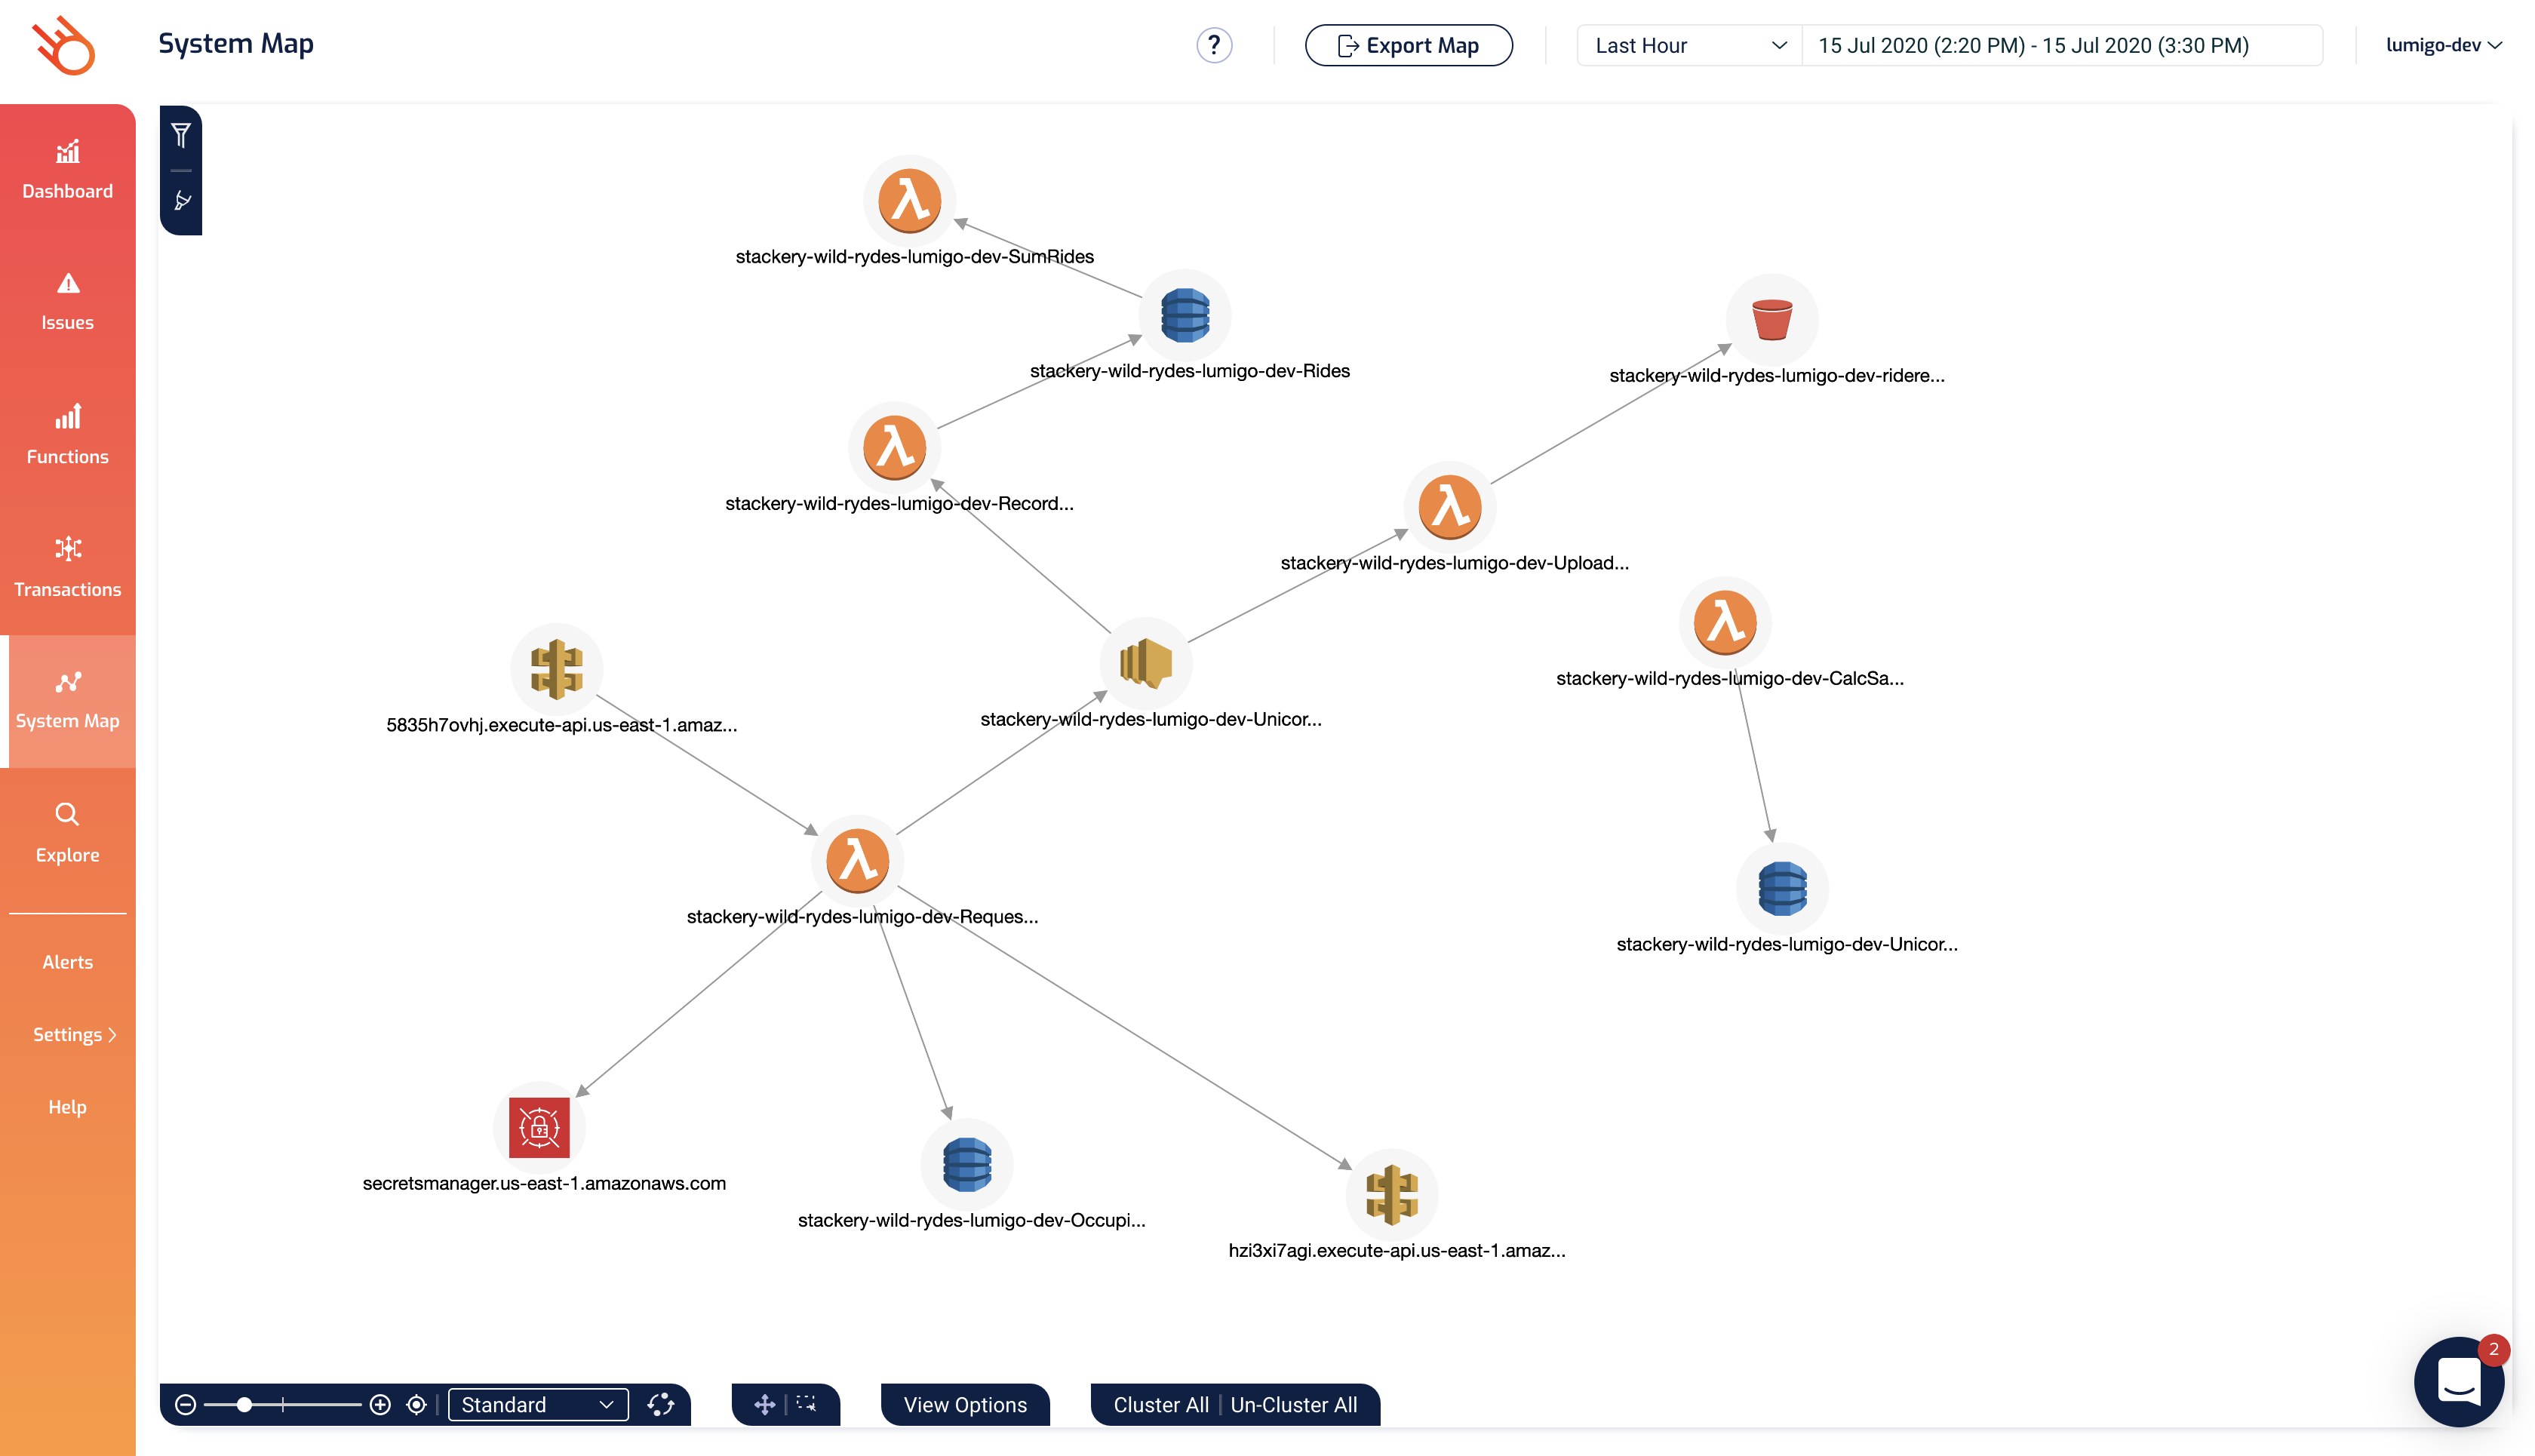 System Map
?
Export Map
Last Hour
15 Jul 2020 (2:20 PM) - 15 Jul 2020 (3:30 PM)
lumigo-dev
Dashboard
Issues
Functions
Transactions
System Map
Explore
Alerts
Settings
Help
stackery-wild-rydes-lumigo-dev-SumRides
stackery-wild-rydes-lumigo-dev-Rides
stackery-wild-rydes-lumigo-dev-ridere...
stackery-wild-rydes-lumigo-dev-Record...
stackery-wild-rydes-lumigo-dev-Upload...
stackery-wild-rydes-lumigo-dev-CalcSa...
5835h7ovhj.execute-api.us-east-1.amaz...
stackery-wild-rydes-lumigo-dev-Unicor...
stackery-wild-rydes-lumigo-dev-Reques...
stackery-wild-rydes-lumigo-dev-Unicor...
secretsmanager.us-east-1.amazonaws.com
stackery-wild-rydes-lumigo-dev-Occupi...
hzi3xi7agi.execute-api.us-east-1.amaz...
Standard
View Options
Cluster All | Un-Cluster All
2